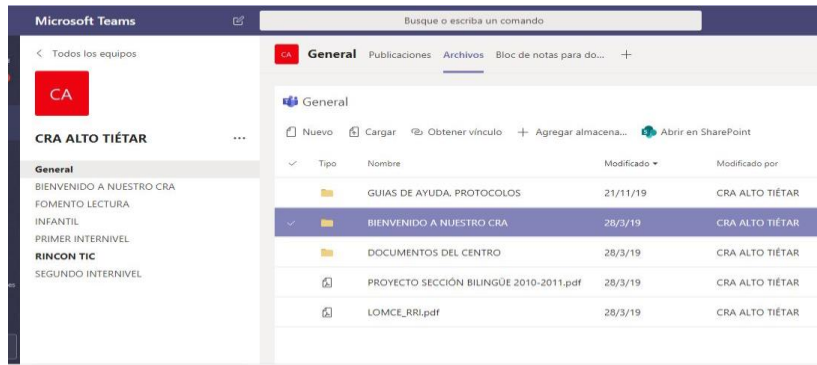 Microsoft Teams
Busque o escriba un comando
Todos los equipos
CA
CRA ALTO TIÉTAR
General
BIENVENIDO A NUESTRO CRA
FOMENTO LECTURA
INFANTIL
PRIMER INTERNIVEL
RINCON TIC
SEGUNDO INTERNIVEL
CA General Publicaciones Archivos Bloc de notas para do...
General
Nuevo Cargar Obtener vínculo Agregar almacena... Abrir en SharePoint
Tipo Nombre Modificado Modificado por
GUIAS DE AYUDA, PROTOCOLOS 21/11/19 CRA ALTO TIÉTAR
BIENVENIDO A NUESTRO CRA 28/3/19 CRA ALTO TIÉTAR
DOCUMENTOS DEL CENTRO 28/3/19 CRA ALTO TIÉTAR
PROYECTO SECCIÓN BILINGÜE 2010-2011.pdf 28/3/19 CRA ALTO TIÉTAR
LOMCE_RRI.pdf 28/3/19 CRA ALTO TIÉTAR